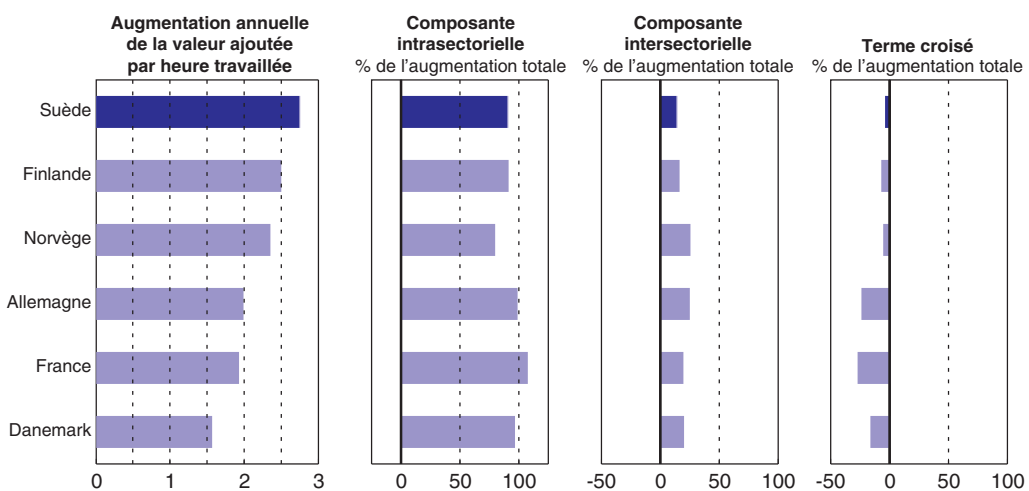 Augmentation annuelle
de la valeur ajoutée
par heure travaillée
Composante
intrasectorielle
% de l'augmentation totale
Composante
intersectorielle
% de l'augmentation totale
Terme croisé
% de l'augmentation totale
Suède
Finlande
Norvège
Allemagne
France
Danemark
0 1 2 3
0 50 100
-50 0 50 100
-50 0 50 100